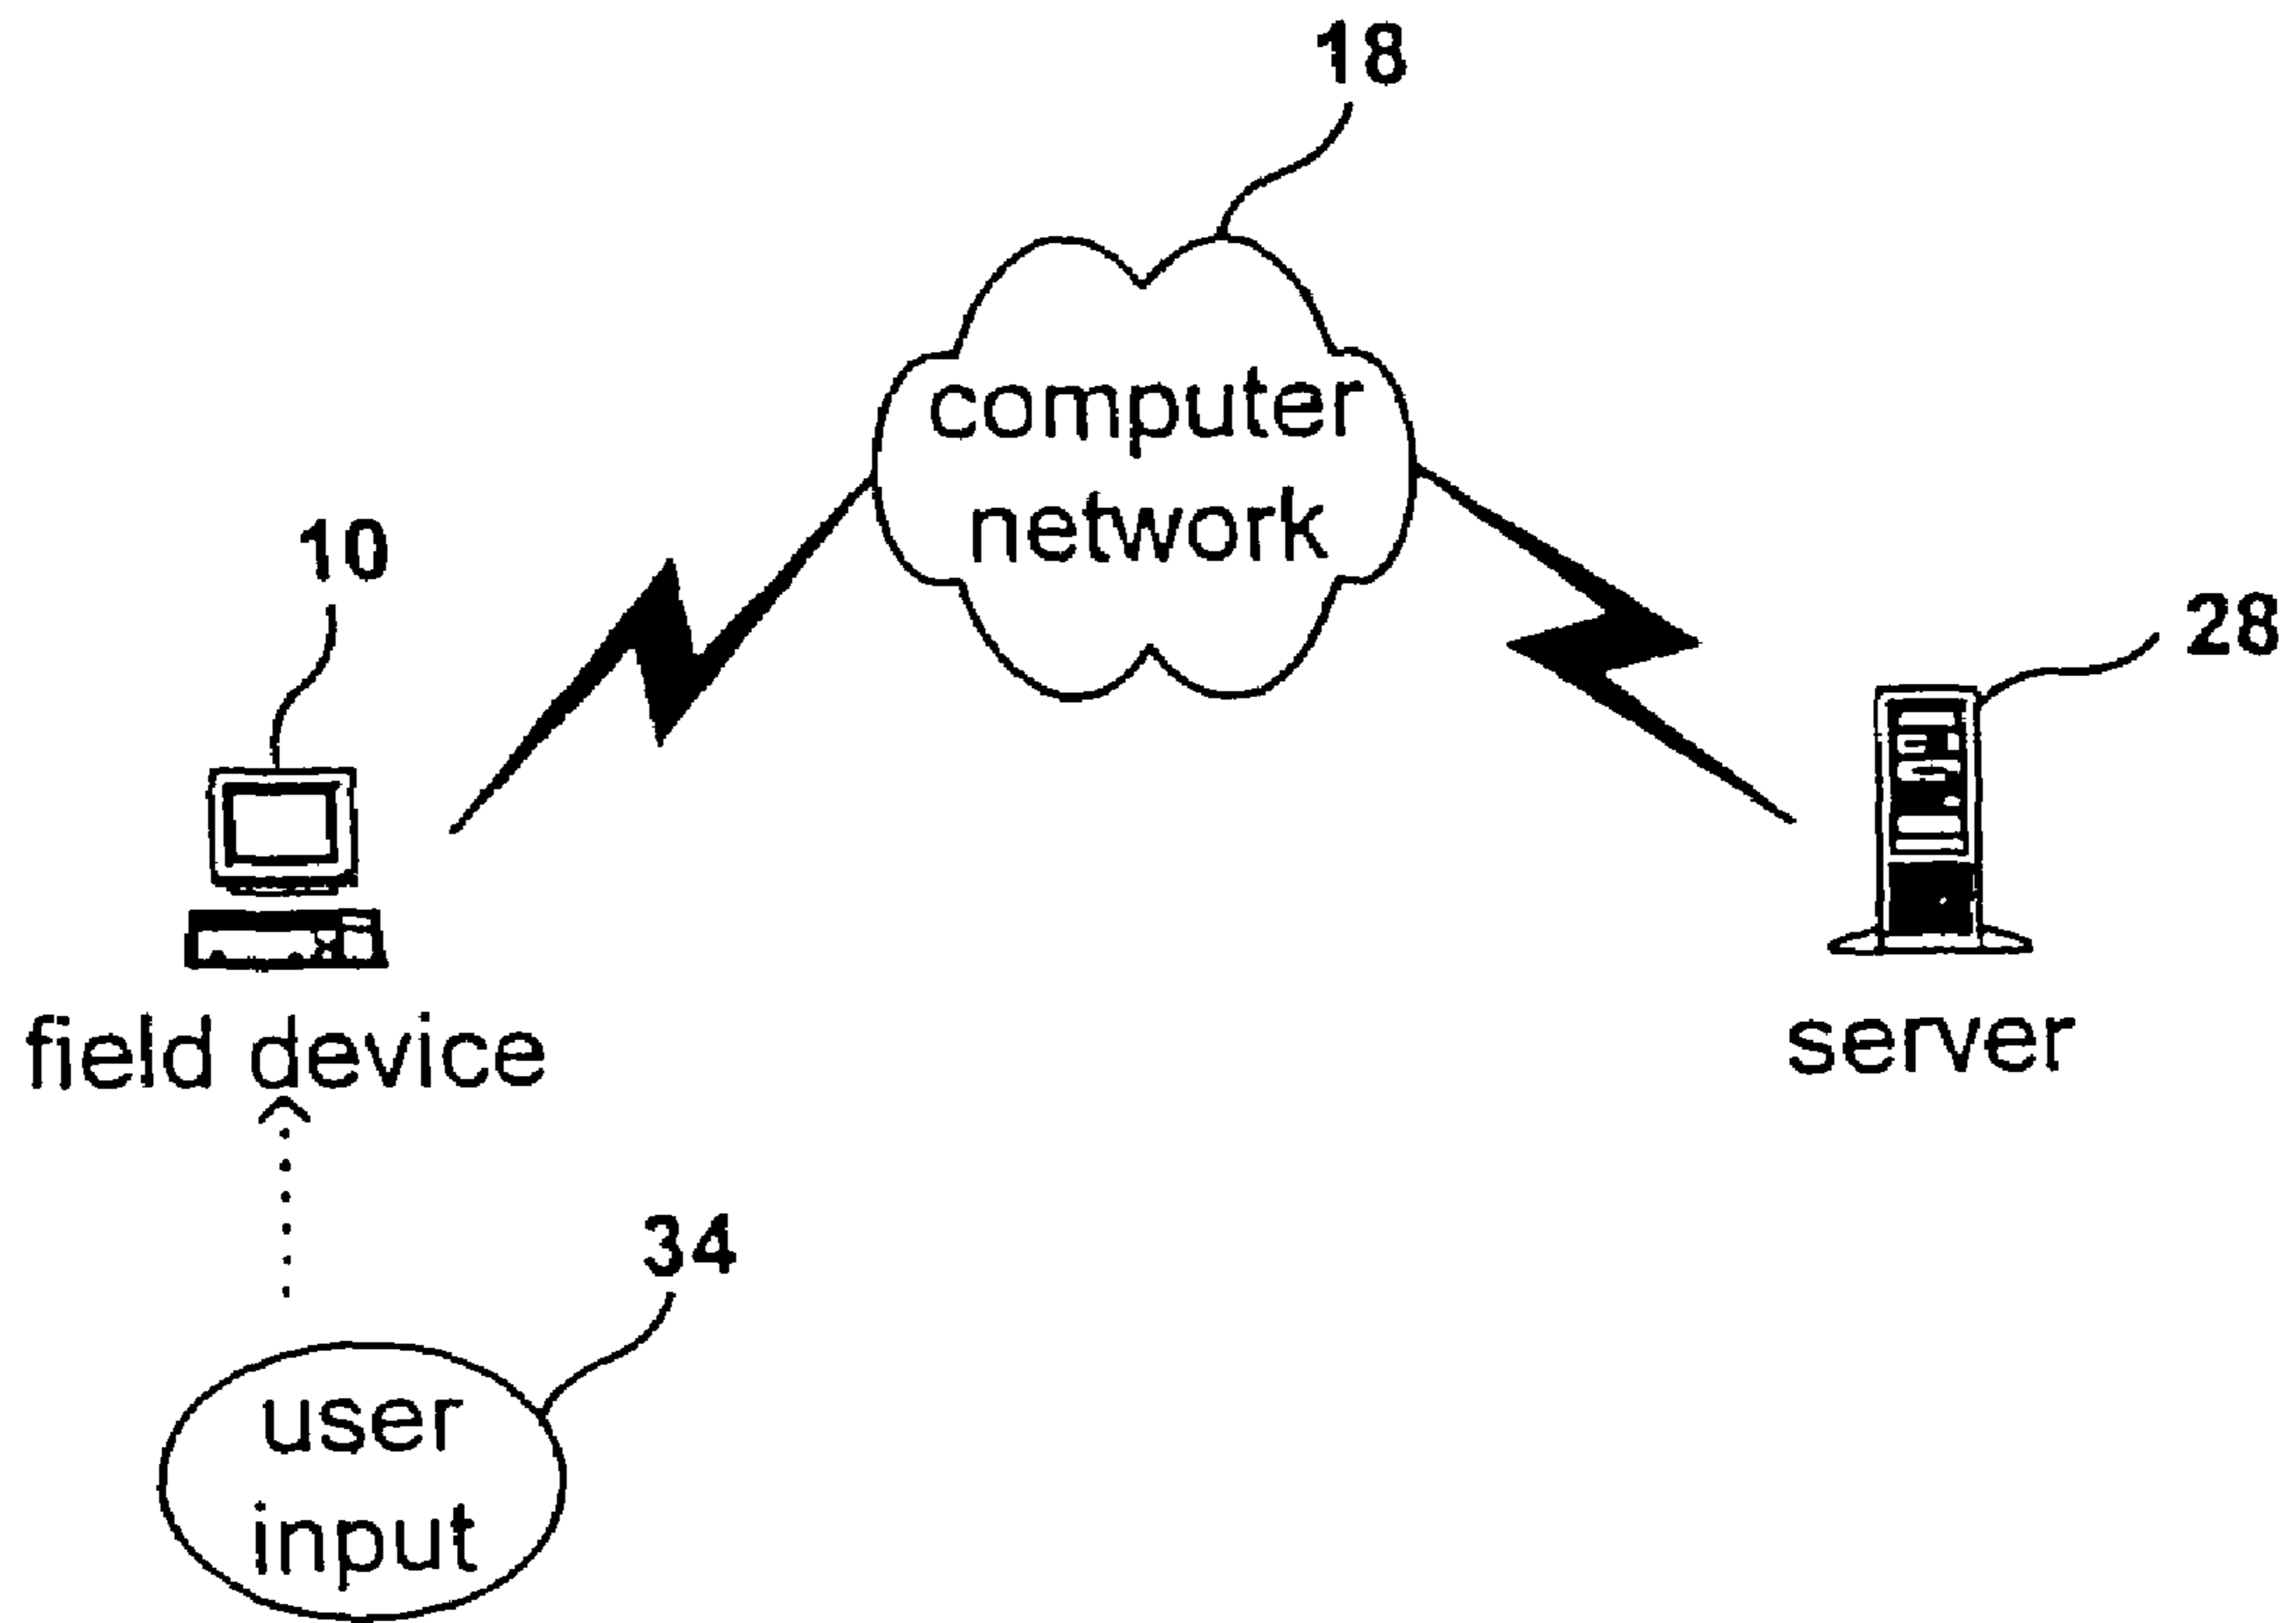 18
computer
network
10
28
field device
server
34
user
input